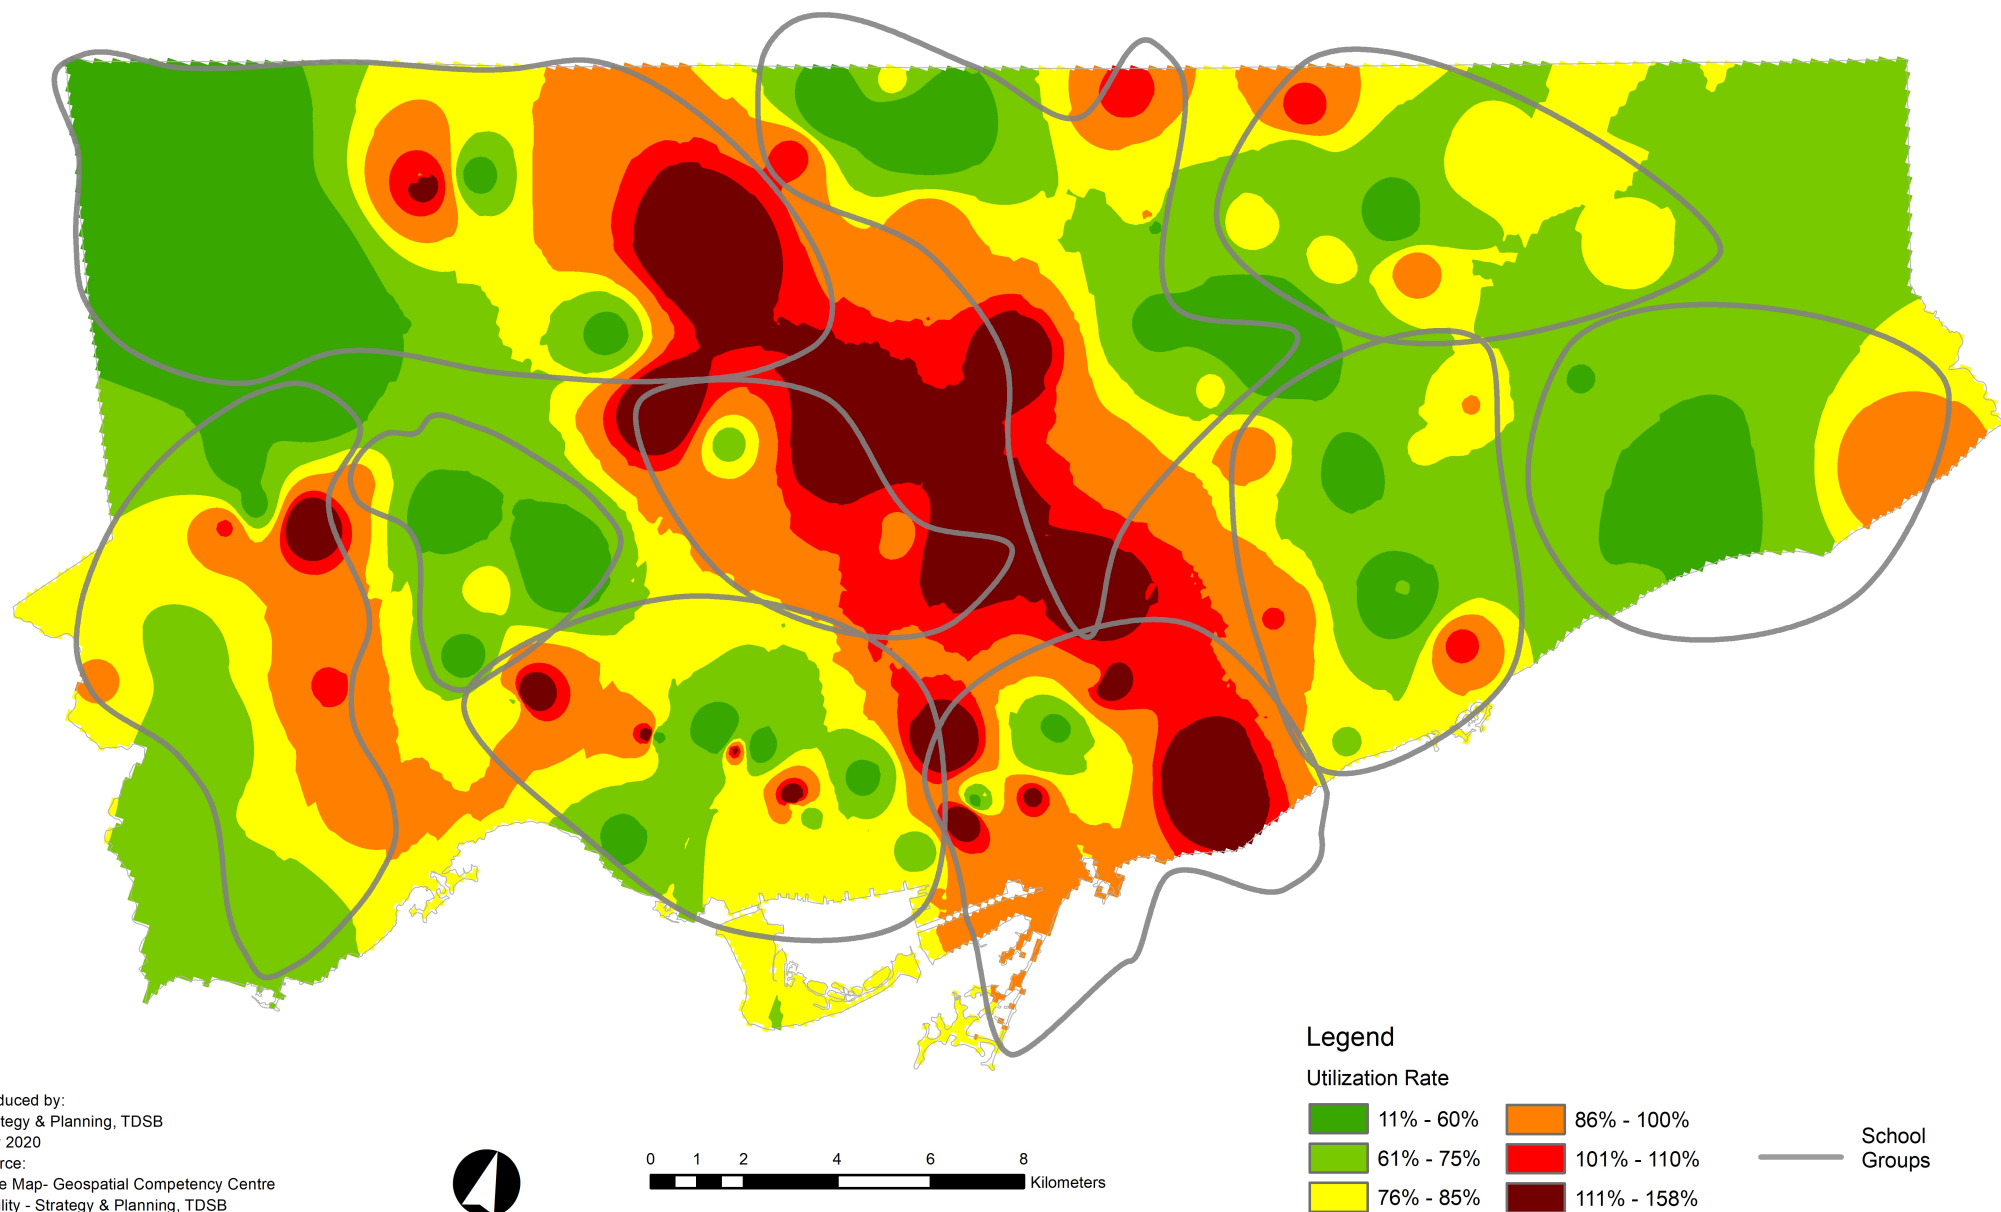 duced by:
tegy & Planning, TDSB
2020
rce:
e Map- Geospatial Competency Centre
ility - Strategy & Planning, TDSB
0 1 2 4 6 8
Kilometers
Legend
Utilization Rate
11% - 60%
61% - 75%
76% - 85%
86% - 100%
101% - 110%
111% - 158%
School
Groups